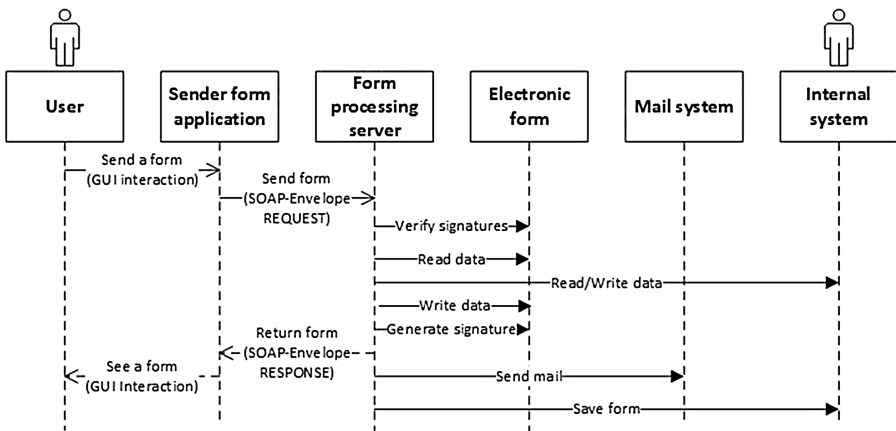 User
Sender form
application
Form
processing
server
Electronic
form
Mail system
Internal
system
Send a form
(GUI interaction)
Send form
(SOAP-Envelope
REQUEST)
Verify signatures
Read data
Read/Write data
Write data
Generate signature
Return form
(SOAP-Envelope
RESPONSE)
See a form
(GUI Interaction)
Send mail
Save form